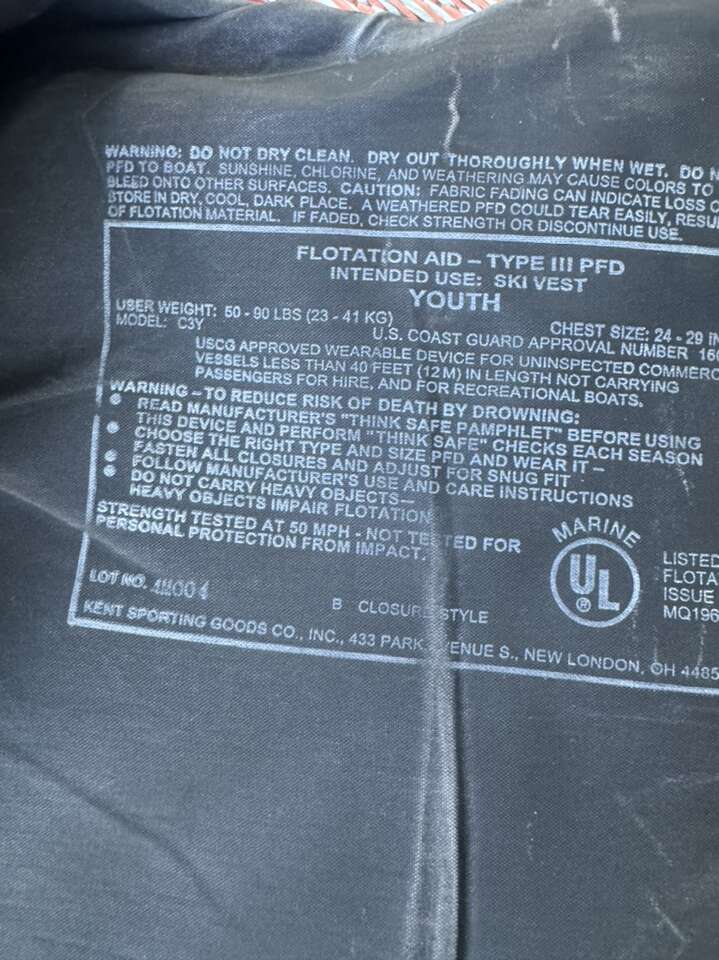 WARNING: DO NOT DRY CLEAN. DRY OUT THOROUGHLY WHEN WET. DO N
PFD TO BOAT. SUNSHINE, CHLORINE, AND WEATHERING MAY CAUSE COLORS TO
BLEED ONTO OTHER SURFACES. CAUTION: FABRIC FADING CAN INDICATE LOSS O
STORE IN DRY, COOL, DARK PLACE. A WEATHERED PFD COULD TEAR EASILY, RESU
OF FLOTATION MATERIAL. IF FADED, CHECK STRENGTH OR DISCONTINUE USE.
FLOTATION AID – TYPE III PFD
INTENDED USE: SKI VEST
YOUTH
USER WEIGHT: 50 - 90 LBS (23 - 41 KG) CHEST SIZE: 24 - 29 IN
MODEL: C3Y U.S. COAST GUARD APPROVAL NUMBER 160
USCG APPROVED WEARABLE DEVICE FOR UNINSPECTED COMMERC
VESSELS LESS THAN 40 FEET (12 M) IN LENGTH NOT CARRYING
PASSENGERS FOR HIRE, AND FOR RECREATIONAL BOATS.
WARNING – TO REDUCE RISK OF DEATH BY DROWNING:
● READ MANUFACTURER'S "THINK SAFE PAMPHLET" BEFORE USING
THIS DEVICE AND PERFORM "THINK SAFE" CHECKS EACH SEASON
● CHOOSE THE RIGHT TYPE AND SIZE PFD AND WEAR IT –
FASTEN ALL CLOSURES AND ADJUST FOR SNUG FIT
● FOLLOW MANUFACTURER'S USE AND CARE INSTRUCTIONS
● DO NOT CARRY HEAVY OBJECTS–
HEAVY OBJECTS IMPAIR FLOTATION
STRENGTH TESTED AT 50 MPH - NOT TESTED FOR
PERSONAL PROTECTION FROM IMPACT.
MARINE
UL
®
LISTED
FLOTA
ISSUE
MQ196
LOT NO.
B CLOSURE STYLE
KENT SPORTING GOODS CO., INC., 433 PARK AVENUE S., NEW LONDON, OH 4485